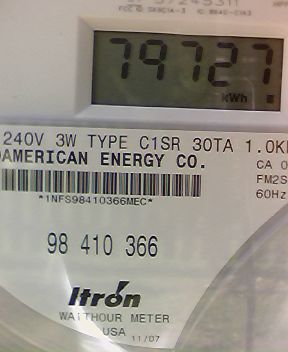 79727
kWh
240V 3W TYPE C1SR 30TA 1.0K
AMERICAN ENERGY CO.
CA 0
FM2S
60Hz
*1NFS98410366MEC*
98 410 366
Itrón
WATTHOUR METER
USA
11/07